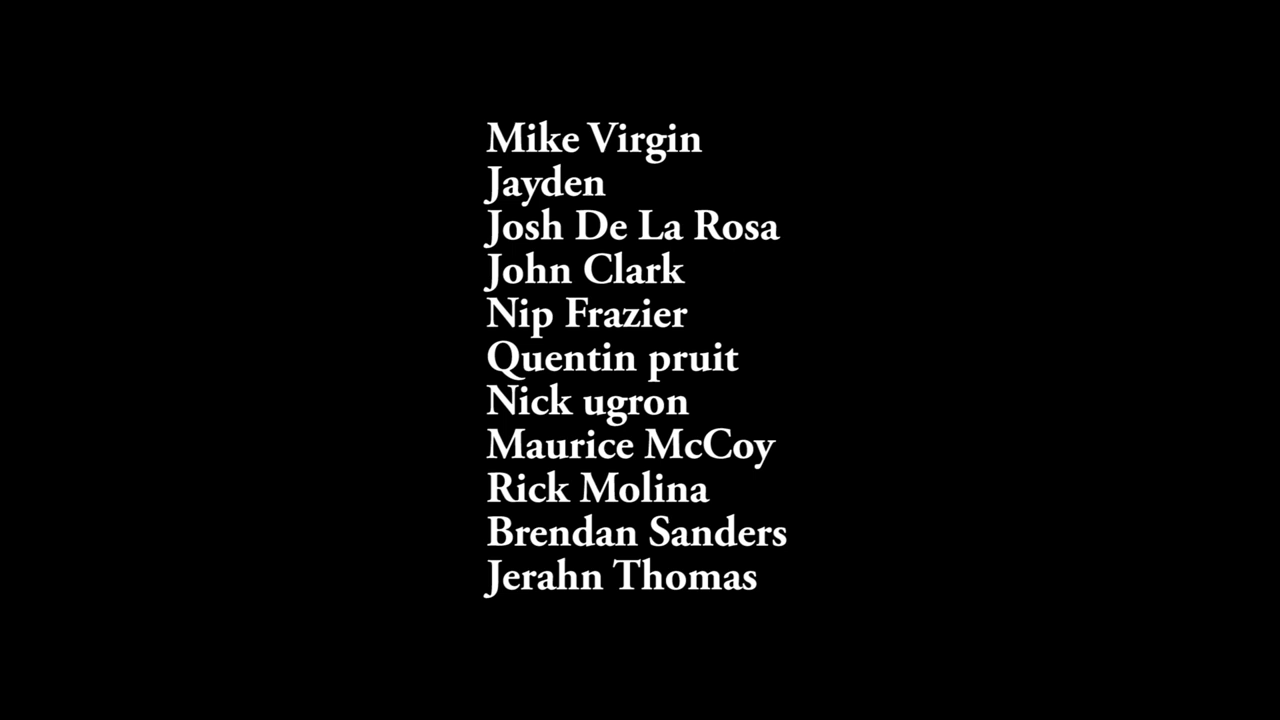 Mike Virgin
Jayden
Josh De La Rosa
John Clark
Nip Frazier
Quentin pruit
Nick ugron
Maurice McCoy
Rick Molina
Brendan Sanders
Jerahn Thomas